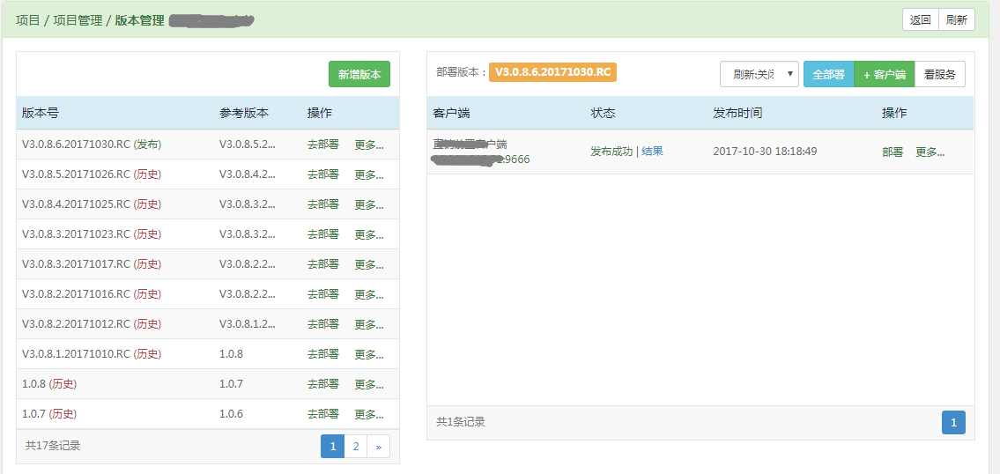 项目 / 项目管理 / 版本管理
返回 刷新
新增版本
版本号 参考版本 操作
V3.0.8.6.20171030.RC (发布) V3.0.8.5.2... 去部署 更多...
V3.0.8.5.20171026.RC (历史) V3.0.8.4.2... 去部署 更多...
V3.0.8.4.20171025.RC (历史) V3.0.8.3.2... 去部署 更多...
V3.0.8.3.20171023.RC (历史) V3.0.8.3.2... 去部署 更多...
V3.0.8.3.20171017.RC (历史) V3.0.8.2.2... 去部署 更多...
V3.0.8.2.20171016.RC (历史) V3.0.8.2.2... 去部署 更多...
V3.0.8.2.20171012.RC (历史) V3.0.8.1.2... 去部署 更多...
V3.0.8.1.20171010.RC (历史) 1.0.8 去部署 更多...
1.0.8 (历史) 1.0.7 去部署 更多...
1.0.7 (历史) 1.0.6 去部署 更多...
共17条记录 1 2 »
部署版本： V3.0.8.6.20171030.RC
刷新:关闭 全部署 + 客户端 看服务
客户端 状态 发布时间 操作
户端
:9666
发布成功 | 结果 2017-10-30 18:18:49 部署 更多...
共1条记录 1